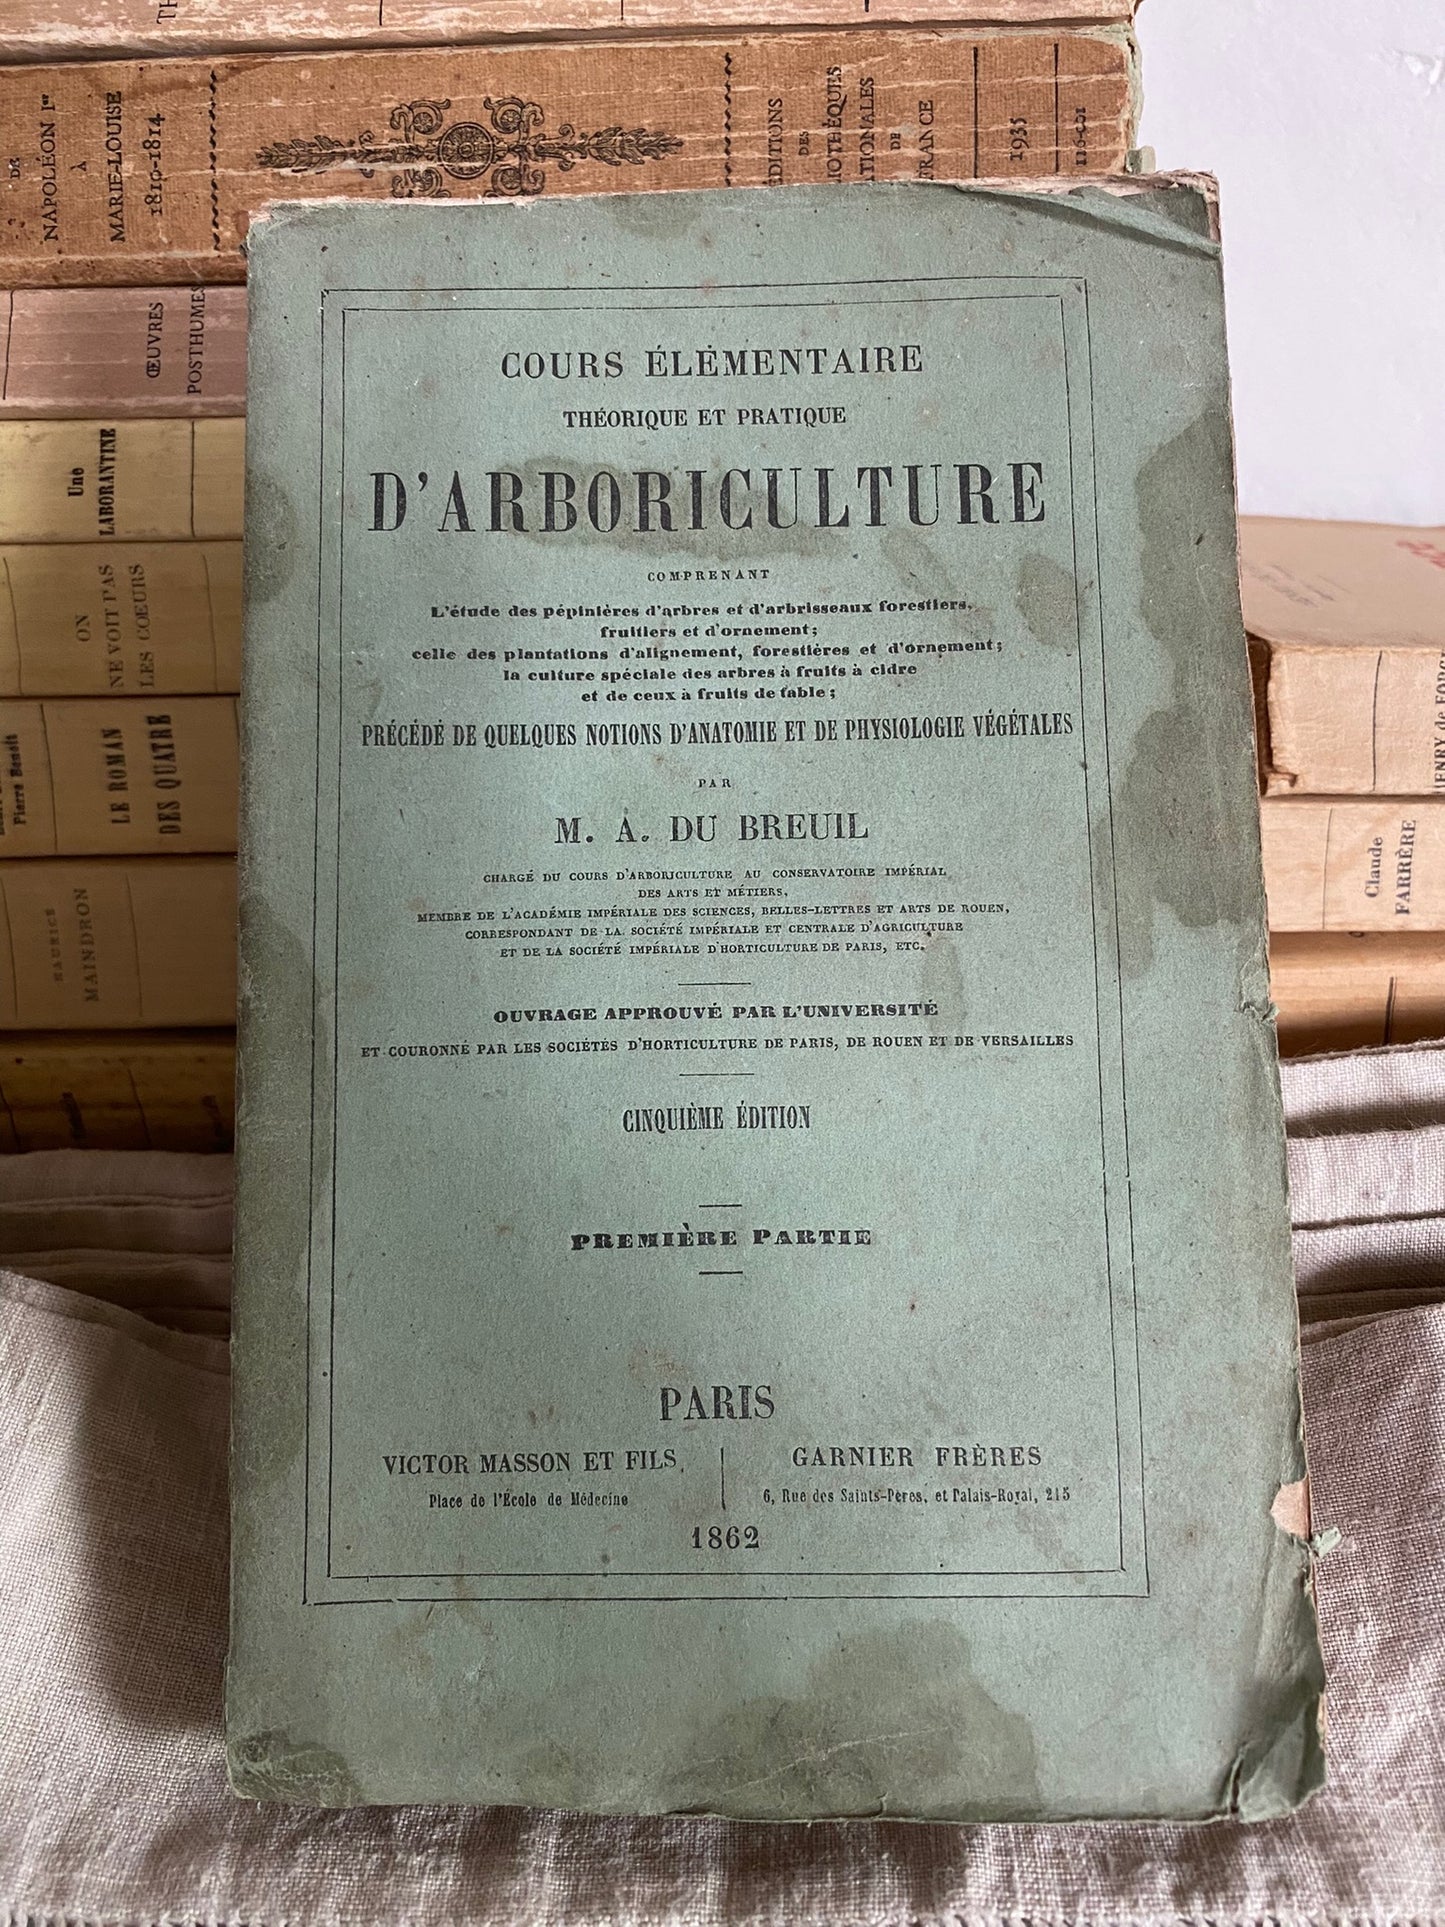 DE
NAPOLÉON Iᵉʳ
À
MARIE-LOUISE
1810-1814
ÉDITIONS
DES
DE
FRANCE
1935
ŒUVRES
POSTHUMES
Une
LABORANTINE
ON
NE VOIT PAS
LES CŒURS
Pierre Benoit
LE ROMAN
DES QUATRE
MAURICE
MAINDRON
COURS ÉLÉMENTAIRE
THÉORIQUE ET PRATIQUE
D'ARBORICULTURE
COMPRENANT
L'étude des pépinières d'arbres et d'arbrisseaux forestiers,
fruitiers et d'ornement;
celle des plantations d'alignement, forestières et d'ornement;
la culture spéciale des arbres à fruits à cidre
et de ceux à fruits de table;
PRÉCÉDÉ DE QUELQUES NOTIONS D'ANATOMIE ET DE PHYSIOLOGIE VÉGÉTALES
PAR
M. A. DU BREUIL
CHARGÉ DU COURS D'ARBORICULTURE AU CONSERVATOIRE IMPÉRIAL
DES ARTS ET MÉTIERS,
MEMBRE DE L'ACADÉMIE IMPÉRIALE DES SCIENCES, BELLES-LETTRES ET ARTS DE ROUEN,
CORRESPONDANT DE LA SOCIÉTÉ IMPÉRIALE ET CENTRALE D'AGRICULTURE
ET DE LA SOCIÉTÉ IMPÉRIALE D'HORTICULTURE DE PARIS, ETC.
OUVRAGE APPROUVÉ PAR L'UNIVERSITÉ
ET COURONNÉ PAR LES SOCIÉTÉS D'HORTICULTURE DE PARIS, DE ROUEN ET DE VERSAILLES
CINQUIÈME ÉDITION
PREMIÈRE PARTIE
PARIS
VICTOR MASSON ET FILS,
Place de l'École de Médecine
GARNIER FRÈRES
6, Rue des Saints-Pères, et Palais-Royal, 215
1862
Claude
FARRÈRE